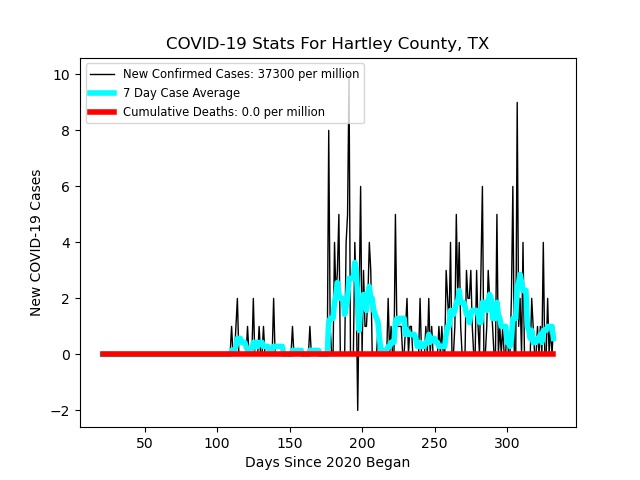 COVID-19 Stats For Hartley County, TX
New Confirmed Cases: 37300 per million
7 Day Case Average
Cumulative Deaths: 0.0 per million
New COVID-19 Cases
10
8
6
4
2
0
−2
50
100
150
200
250
300
Days Since 2020 Began